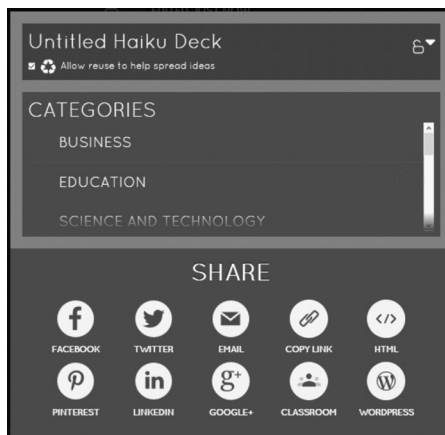 Untitled Haiku Deck
Allow reuse to help spread ideas
CATEGORIES
BUSINESS
EDUCATION
SCIENCE AND TECHNOLOGY
SHARE
FACEBOOK TWITTER EMAIL COPY LINK HTML
PINTEREST LINKEDIN GOOGLE+ CLASSROOM WORDPRESS